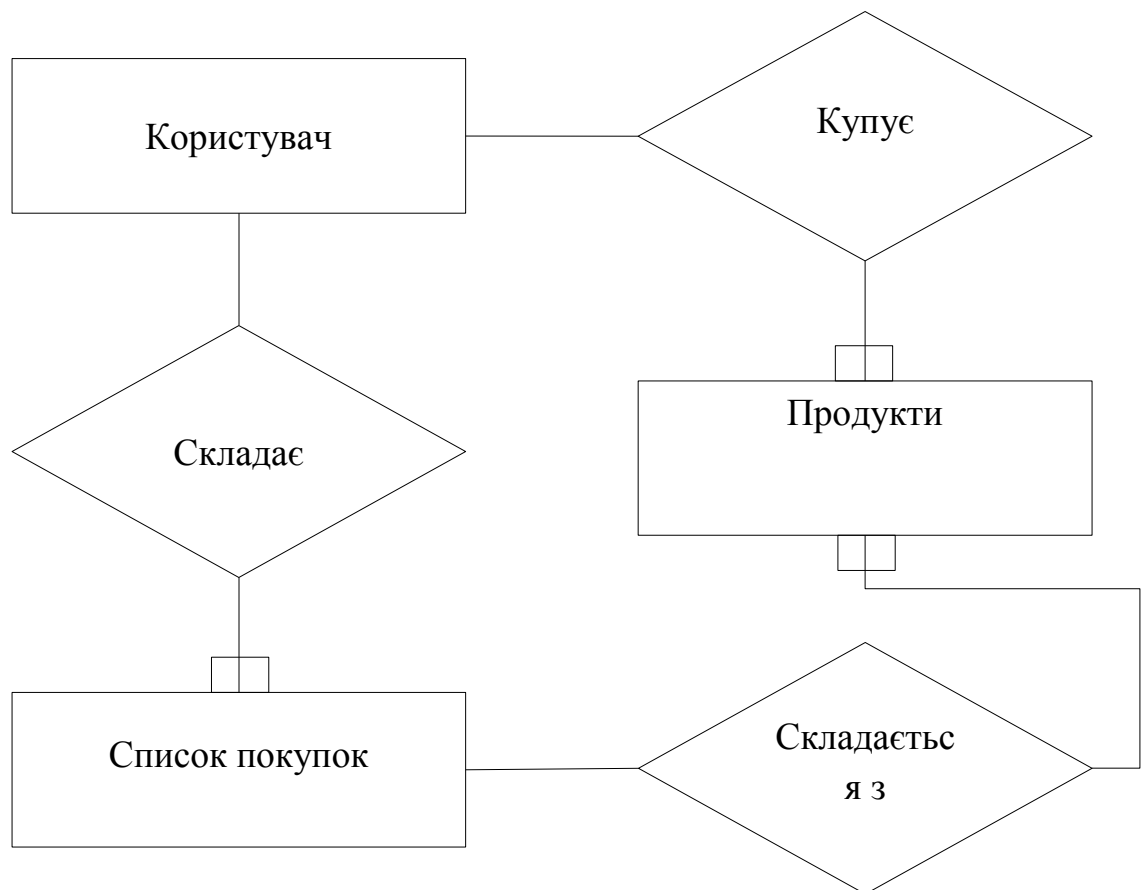 Користувач
Купує
Складає
Продукти
Список покупок
Складаєтьс
я з